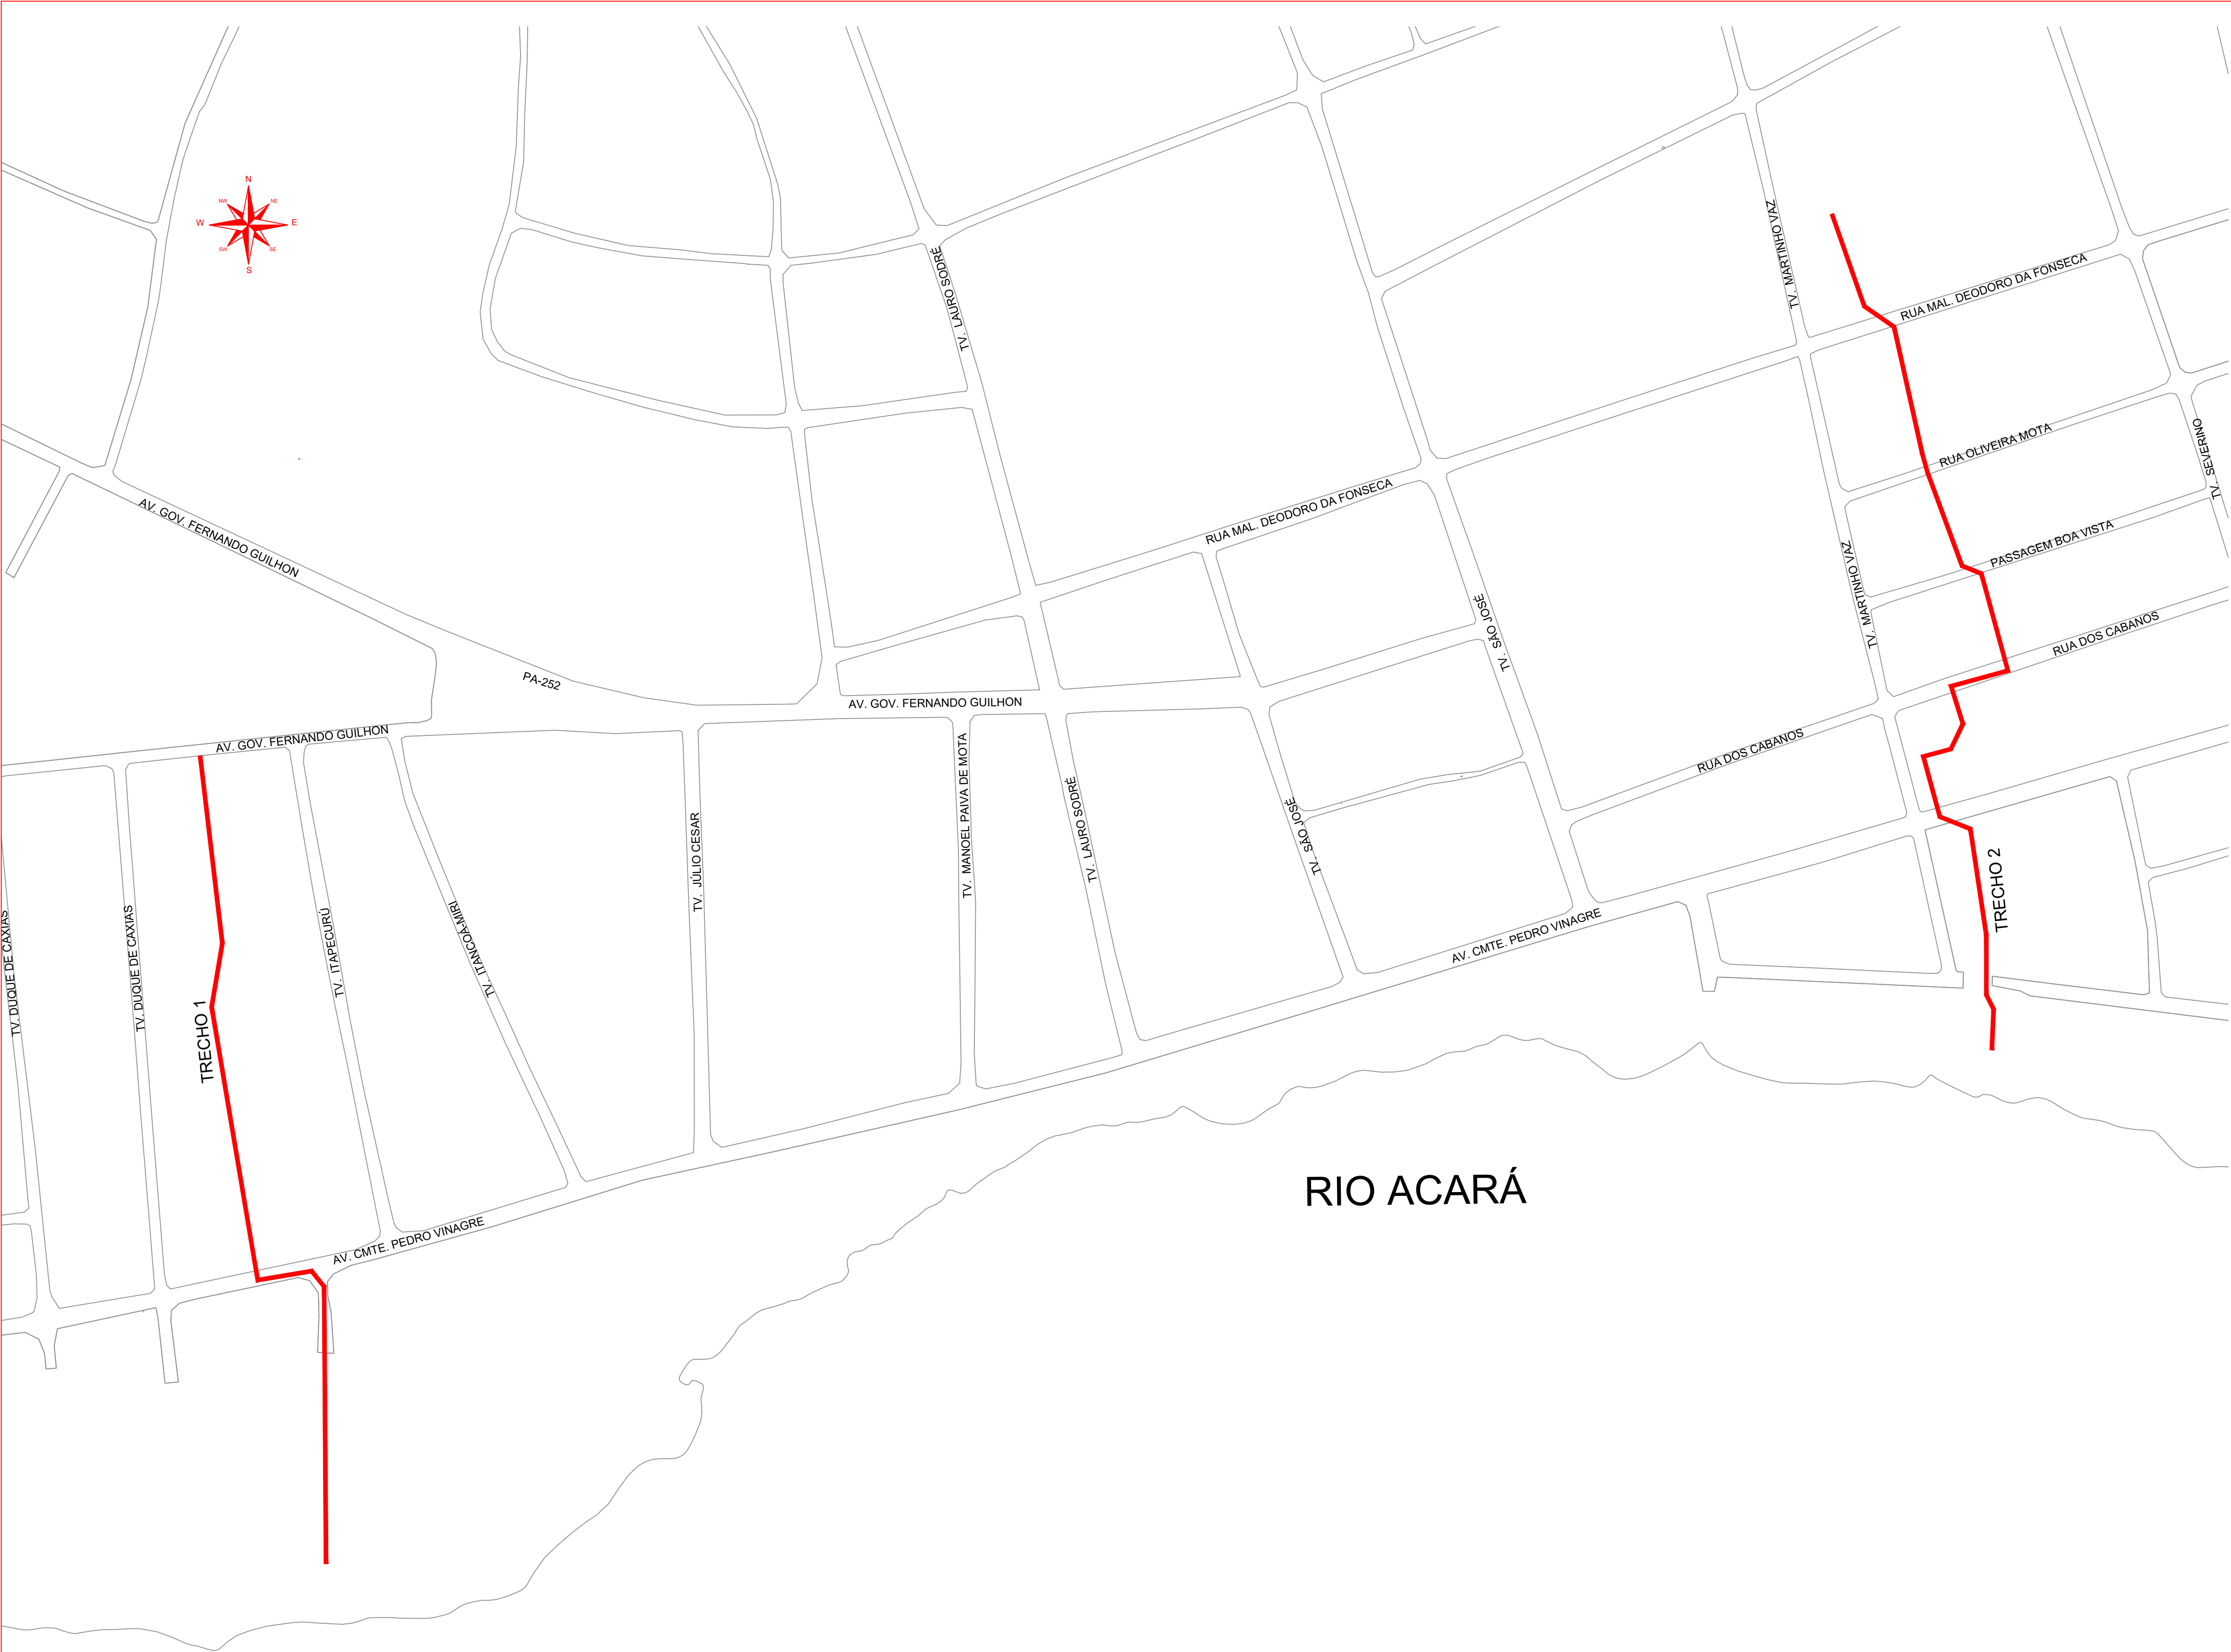 N
NW
NE
W
E
SW
SE
S
TV. MARTINHO VAZ
TV. LAURO SODRÉ
RUA MAL. DEODORO DA FONSECA
RUA OLIVEIRA MOTA
TV. SEVERINO
AV. GOV. FERNANDO GUILHON
RUA MAL. DEODORO DA FONSECA
PASSAGEM BOA VISTA
TV. MARTINHO VAZ
TV. SÃO JOSÉ
RUA DOS CABANOS
PA-252
AV. GOV. FERNANDO GUILHON
AV. GOV. FERNANDO GUILHON
RUA DOS CABANOS
TV. MANOEL PAIVA DE MOTA
TV. LAURO SODRÉ
TV. SÃO JOSÉ
TV. JÚLIO CESAR
TRECHO 2
TV. DUQUE DE CAXIAS
TV. DUQUE DE CAXIAS
TV. ITAPECURÚ
TV. ITANCOÃ-MIRI
AV. CMTE. PEDRO VINAGRE
TRECHO 1
RIO ACARÁ
AV. CMTE. PEDRO VINAGRE